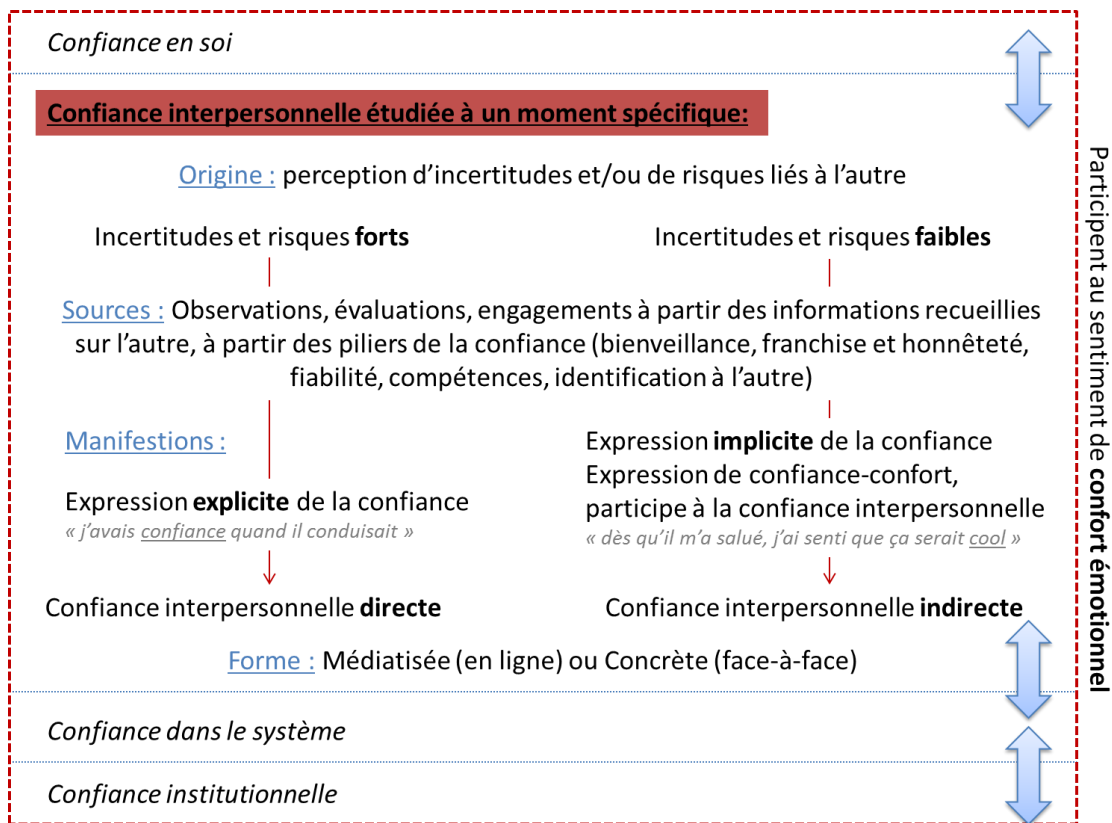 Confiance en soi
Confiance interpersonnelle étudiée à un moment spécifique:
Origine : perception d’incertitudes et/ou de risques liés à l’autre
Incertitudes et risques forts
Incertitudes et risques faibles
Sources : Observations, évaluations, engagements à partir des informations recueillies
sur l’autre, à partir des piliers de la confiance (bienveillance, franchise et honnêteté,
fiabilité, compétences, identification à l’autre)
Manifestions :
Expression explicite de la confiance
« j’avais confiance quand il conduisait »
Expression implicite de la confiance
Expression de confiance-confort,
participe à la confiance interpersonnelle
« dès qu’il m’a salué, j’ai senti que ça serait cool »
Confiance interpersonnelle directe
Confiance interpersonnelle indirecte
Forme : Médiatisée (en ligne) ou Concrète (face-à-face)
Confiance dans le système
Confiance institutionnelle
Participent au sentiment de confort émotionnel